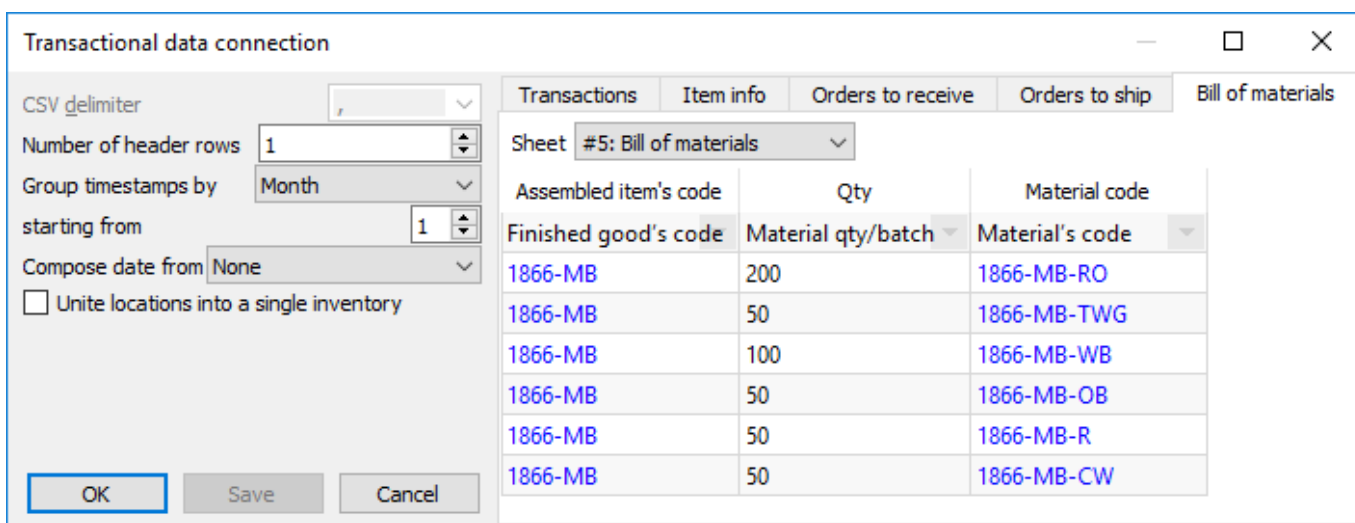 Transactional data connection
CSV delimiter ,
Number of header rows 1
Group timestamps by Month
starting from 1
Compose date from None
Unite locations into a single inventory
OK Save Cancel
Transactions Item info Orders to receive Orders to ship Bill of materials
Sheet #5: Bill of materials
Assembled item's code Qty Material code
Finished good's code Material qty/batch Material's code
1866-MB 200 1866-MB-RO
1866-MB 50 1866-MB-TWG
1866-MB 100 1866-MB-WB
1866-MB 50 1866-MB-OB
1866-MB 50 1866-MB-R
1866-MB 50 1866-MB-CW